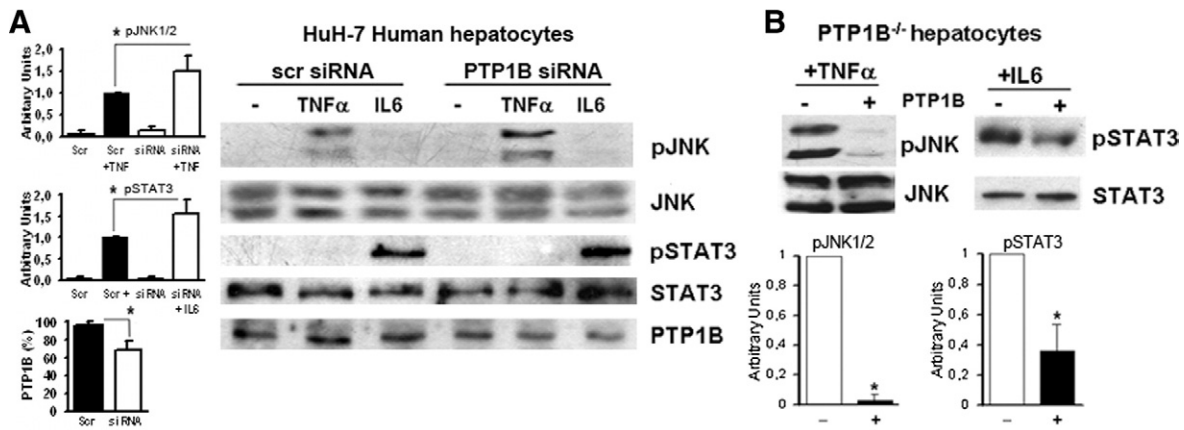 A
* pJNK1/2
Arbitary Units
2,0
1,5
1,0
0,5
0,0
Scr
Scr
+TNF
siRNA
siRNA
+TNF
* pSTAT3
Arbitrary Units
2,0
1,5
1,0
0,5
0,0
Scr
Scr +
siRNA
siRNA
+IL6
*
PTP1B (%)
100
80
60
40
20
0
Scr
siRNA
HuH-7 Human hepatocytes
scr siRNA
PTP1B siRNA
- TNFα IL6 - TNFα IL6
pJNK
JNK
pSTAT3
STAT3
PTP1B
B
PTP1B-/- hepatocytes
+TNFα
+IL6
- + PTP1B - +
pJNK
pSTAT3
JNK
STAT3
pJNK1/2
Arbitrary Units
1
0,8
0,6
0,4
0,2
0
*
– +
pSTAT3
Arbitrary Units
1
0,8
0,6
0,4
0,2
0
*
– +